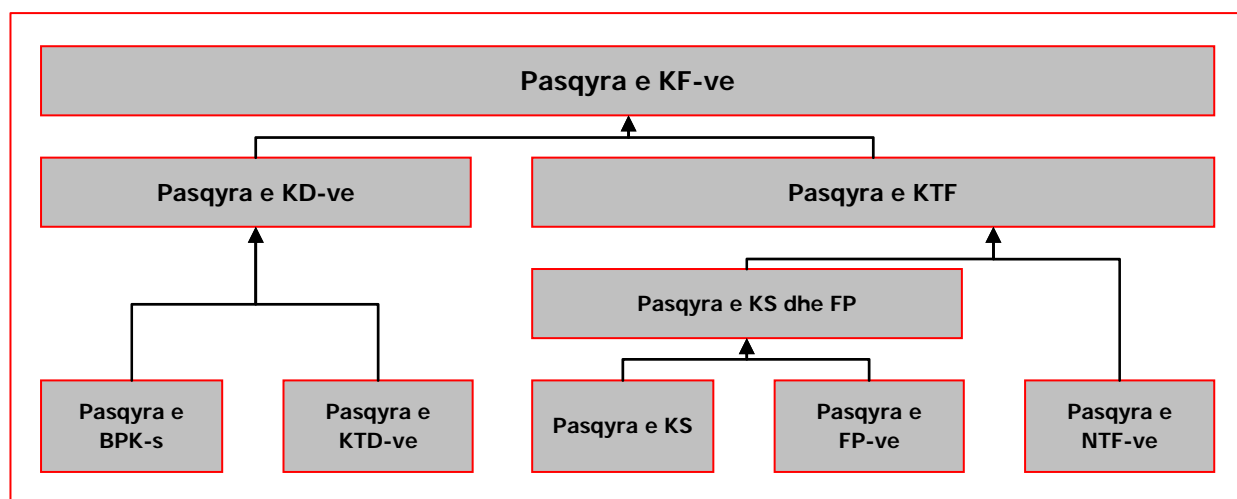 Pasqyra e KF-ve
Pasqyra e KD-ve
Pasqyra e KTF
Pasqyra e KS dhe FP
Pasqyra e
BPK-s
Pasqyra e
KTD-ve
Pasqyra e KS
Pasqyra e
FP-ve
Pasqyra e
NTF-ve